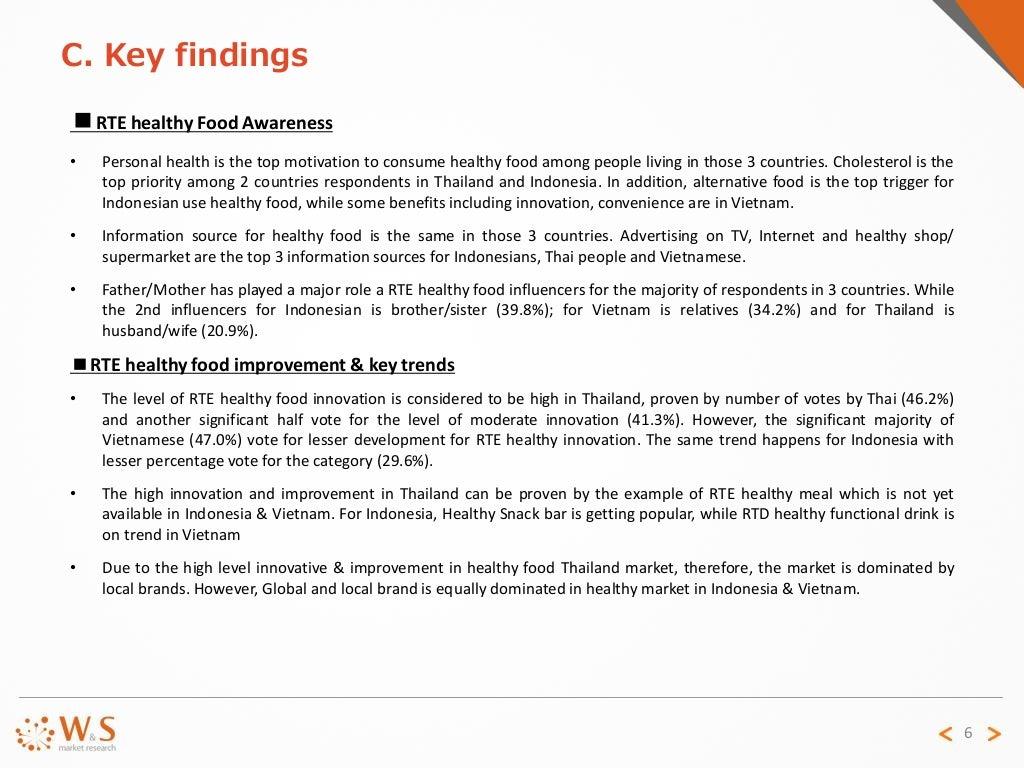 C. Key findings
■ RTE healthy Food Awareness
• Personal health is the top motivation to consume healthy food among people living in those 3 countries. Cholesterol is the
top priority among 2 countries respondents in Thailand and Indonesia. In addition, alternative food is the top trigger for
Indonesian use healthy food, while some benefits including innovation, convenience are in Vietnam.
• Information source for healthy food is the same in those 3 countries. Advertising on TV, Internet and healthy shop/
supermarket are the top 3 information sources for Indonesians, Thai people and Vietnamese.
• Father/Mother has played a major role a RTE healthy food influencers for the majority of respondents in 3 countries. While
the 2nd influencers for Indonesian is brother/sister (39.8%); for Vietnam is relatives (34.2%) and for Thailand is
husband/wife (20.9%).
■ RTE healthy food improvement & key trends
• The level of RTE healthy food innovation is considered to be high in Thailand, proven by number of votes by Thai (46.2%)
and another significant half vote for the level of moderate innovation (41.3%). However, the significant majority of
Vietnamese (47.0%) vote for lesser development for RTE healthy innovation. The same trend happens for Indonesia with
lesser percentage vote for the category (29.6%).
• The high innovation and improvement in Thailand can be proven by the example of RTE healthy meal which is not yet
available in Indonesia & Vietnam. For Indonesia, Healthy Snack bar is getting popular, while RTD healthy functional drink is
on trend in Vietnam
• Due to the high level innovative & improvement in healthy food Thailand market, therefore, the market is dominated by
local brands. However, Global and local brand is equally dominated in healthy market in Indonesia & Vietnam.
W&S
market research
< 6 >